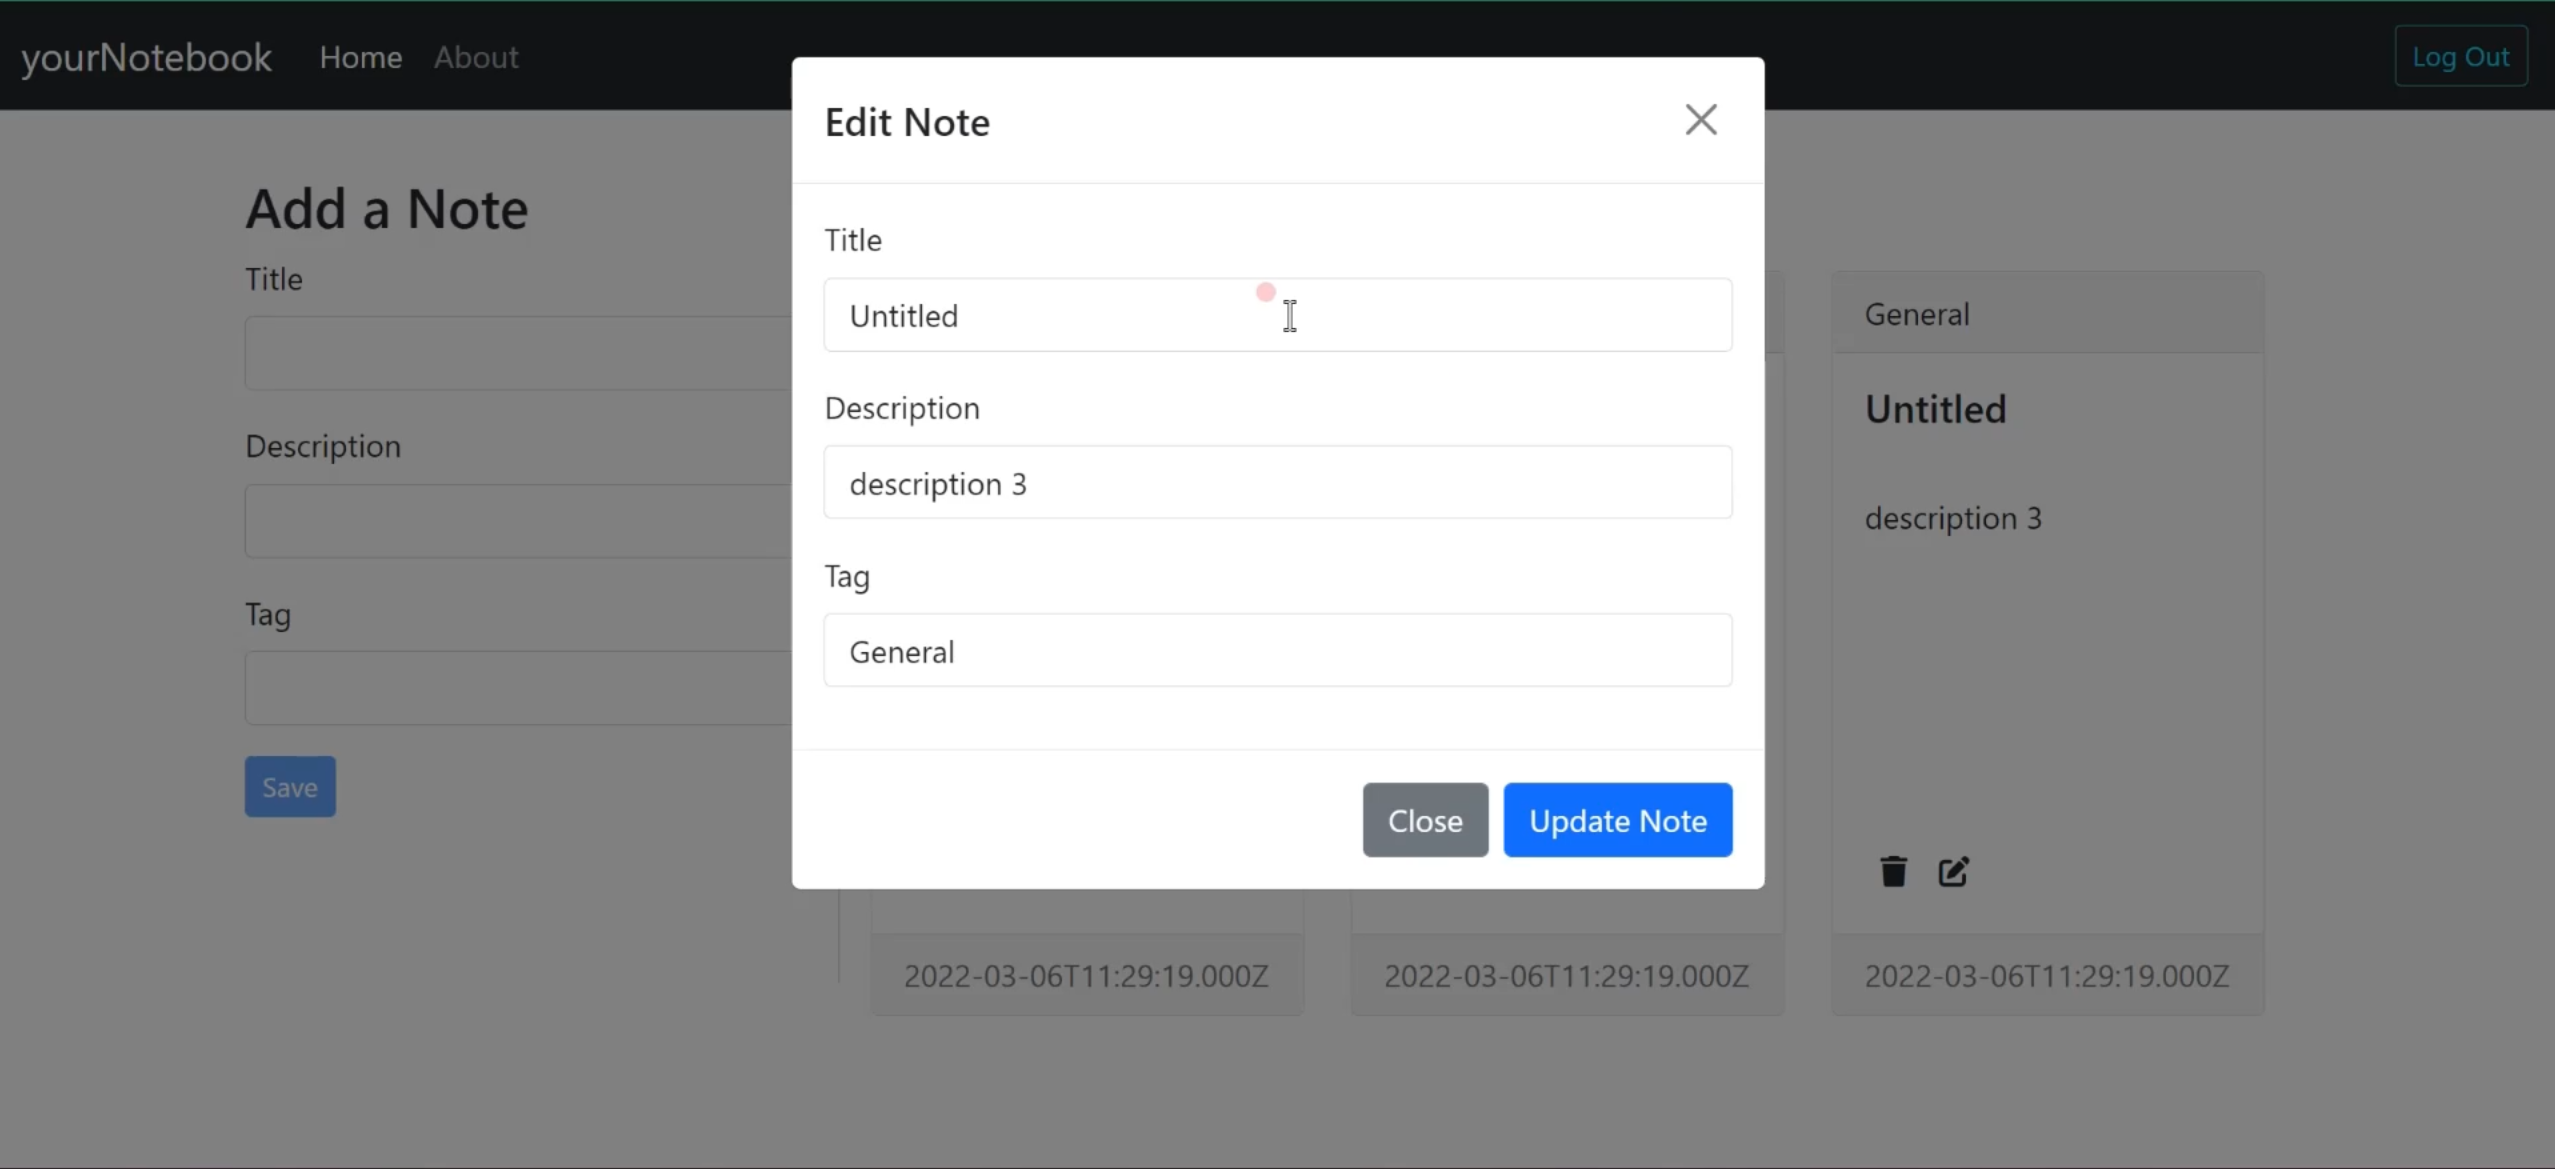 yourNotebook Home About Log Out
Edit Note
Title
Untitled
Description
description 3
Tag
General
Close Update Note
Add a Note
Title
Description
Tag
Save
General
Untitled
description 3
2022-03-06T11:29:19.000Z 2022-03-06T11:29:19.000Z 2022-03-06T11:29:19.000Z